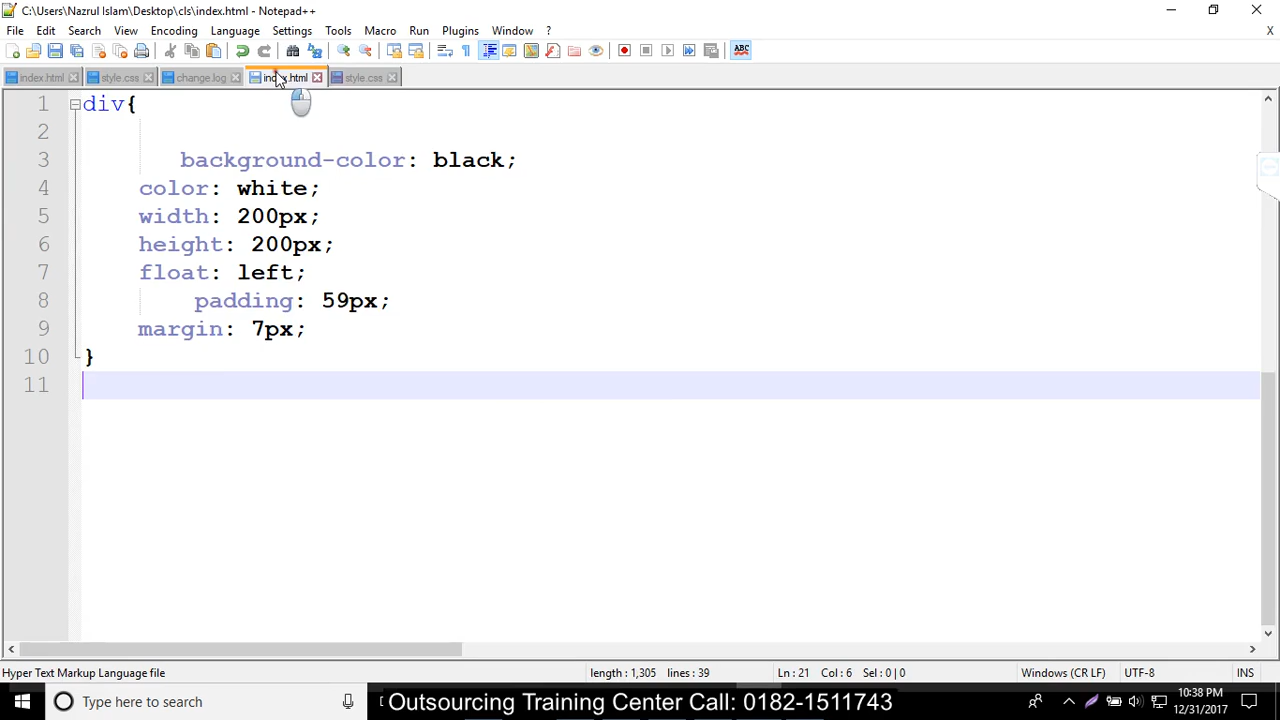 C:\Users\Nazrul Islam\Desktop\cls\index.html - Notepad++
File Edit Search View Encoding Language Settings Tools Macro Run Plugins Window ? X
ABC
index.html style.css change.log index.html style.css
1 div{
2
3 background-color: black;
4 color: white;
5 width: 200px;
6 height: 200px;
7 float: left;
8 padding: 59px;
9 margin: 7px;
10 }
11
Hyper Text Markup Language file length : 1,305 lines : 39 Ln : 21 Col : 6 Sel : 0 | 0 Windows (CR LF) UTF-8 INS
Type here to search
Outsourcing Training Center Call: 0182-1511743
10:38 PM
12/31/2017